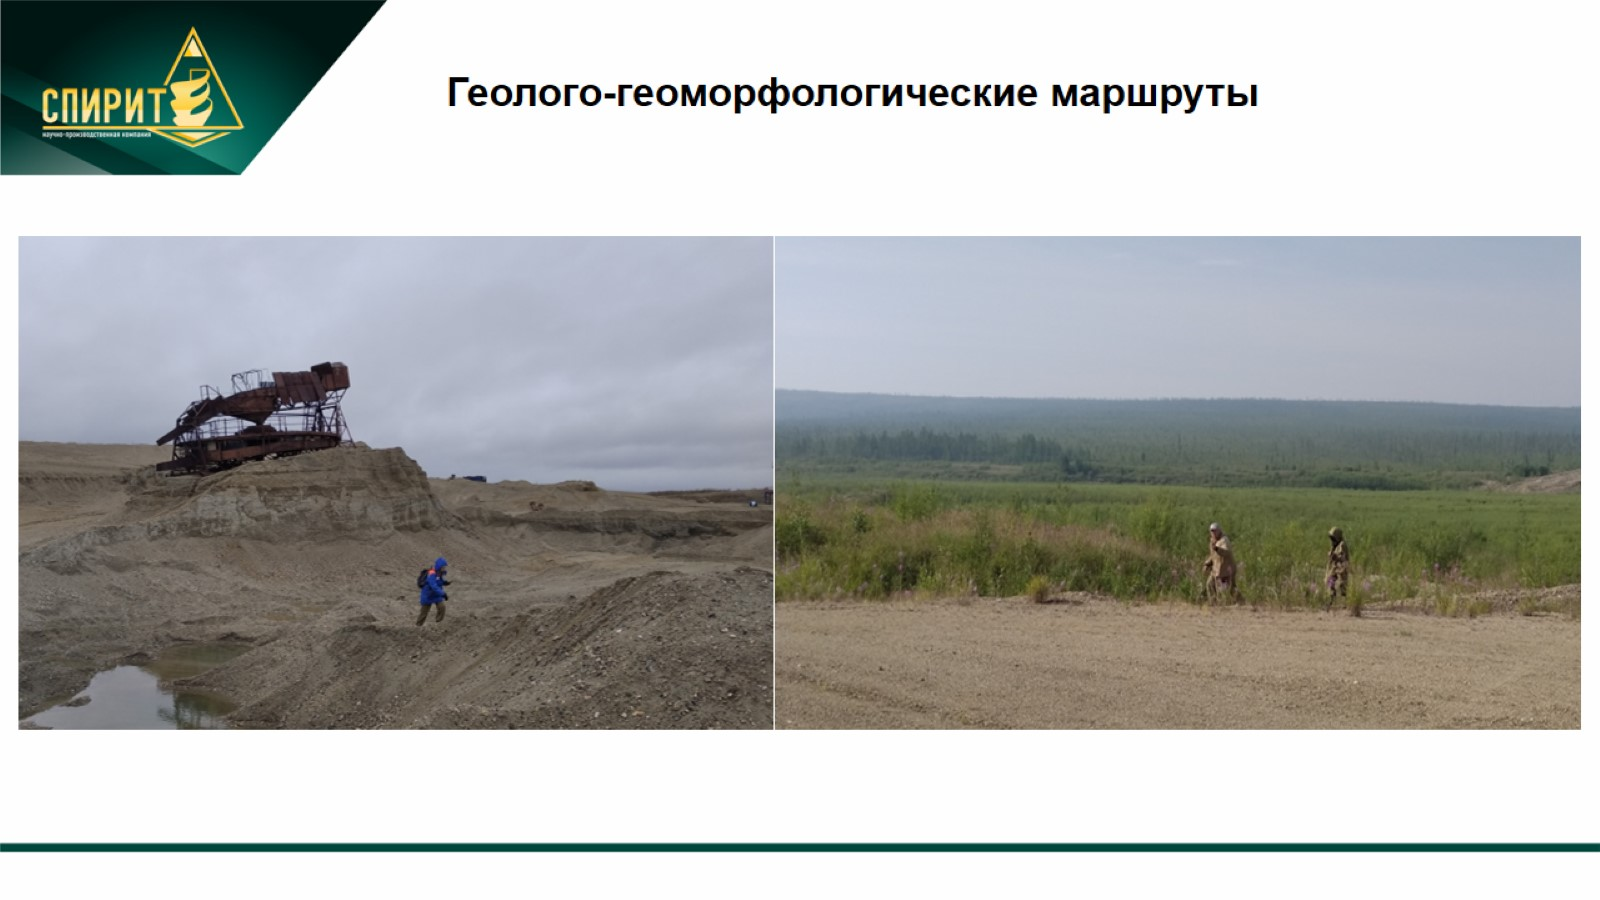 СПИРИТ
научно-производственная компания
Геолого-геоморфологические маршруты